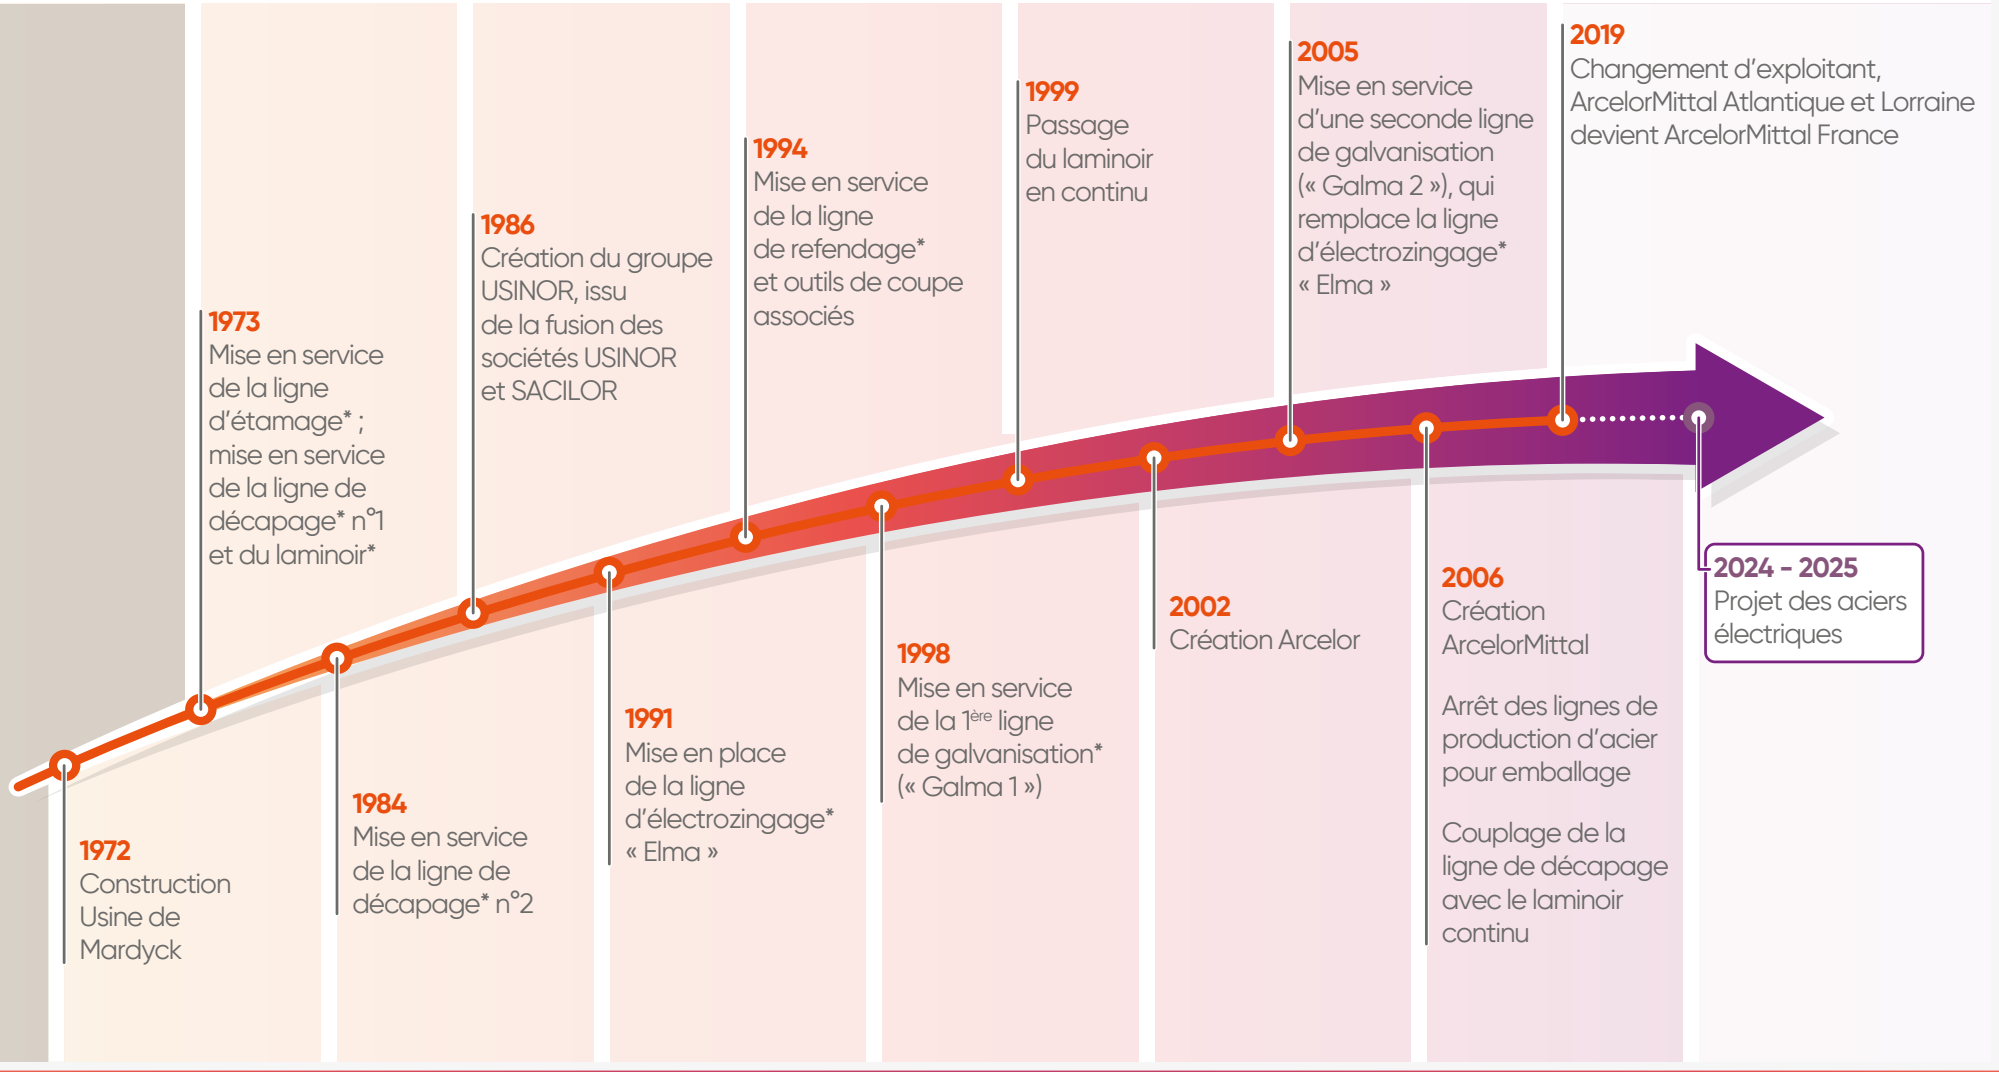 1972
Construction
Usine de
Mardyck
1973
Mise en service
de la ligne
d’étamage* ;
mise en service
de la ligne de
décapage* n°1
et du laminoir*
1984
Mise en service
de la ligne de
décapage* n°2
1986
Création du groupe
USINOR, issu
de la fusion des
sociétés USINOR
et SACILOR
1991
Mise en place
de la ligne
d’électrozingage*
« Elma »
1994
Mise en service
de la ligne
de refendage*
et outils de coupe
associés
1998
Mise en service
de la 1ère ligne
de galvanisation*
(« Galma 1 »)
1999
Passage
du laminoir
en continu
2002
Création Arcelor
2005
Mise en service
d’une seconde ligne
de galvanisation
(« Galma 2 »), qui
remplace la ligne
d’électrozingage*
« Elma »
2006
Création
ArcelorMittal
Arrêt des lignes de
production d’acier
pour emballage
Couplage de la
ligne de décapage
avec le laminoir
continu
2019
Changement d’exploitant,
ArcelorMittal Atlantique et Lorraine
devient ArcelorMittal France
2024 - 2025
Projet des aciers
électriques